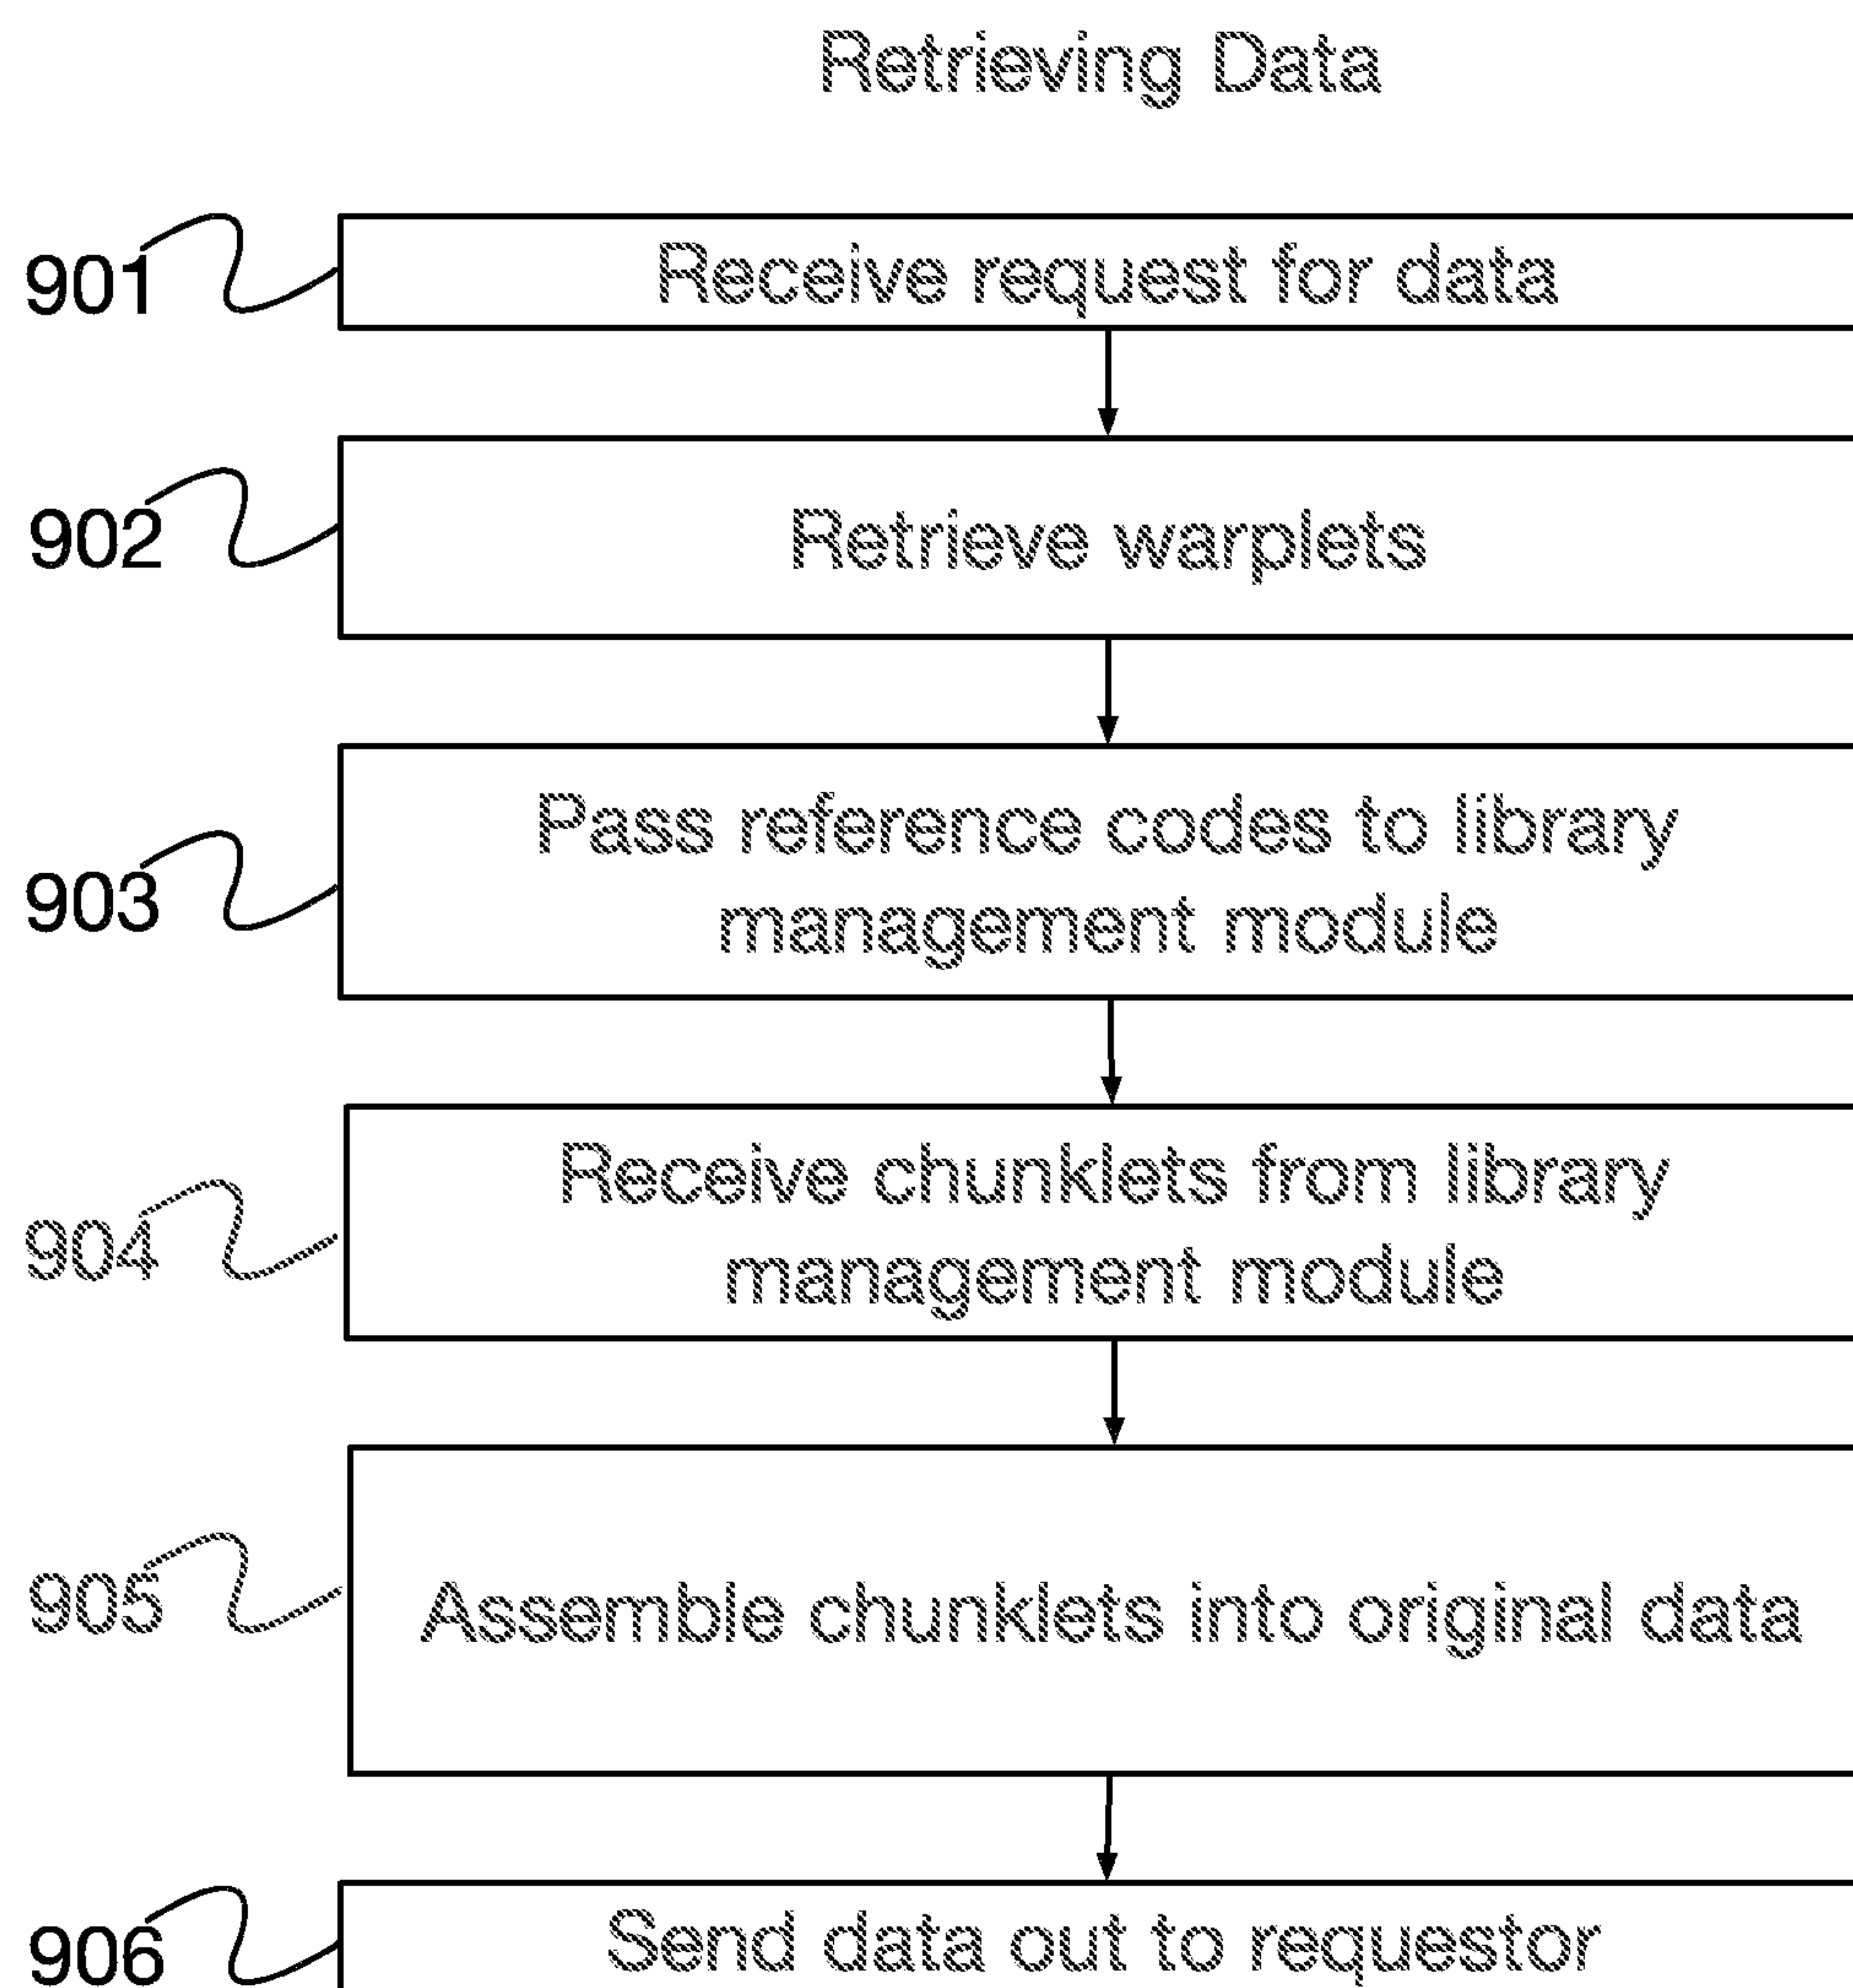 Retrieving Data
901
Receive request for data
902
Retrieve warplets
903
Pass reference codes to library
management module
904
Receive chunklets from library
management module
905
Assemble chunklets into original data
906
Send data out to requestor